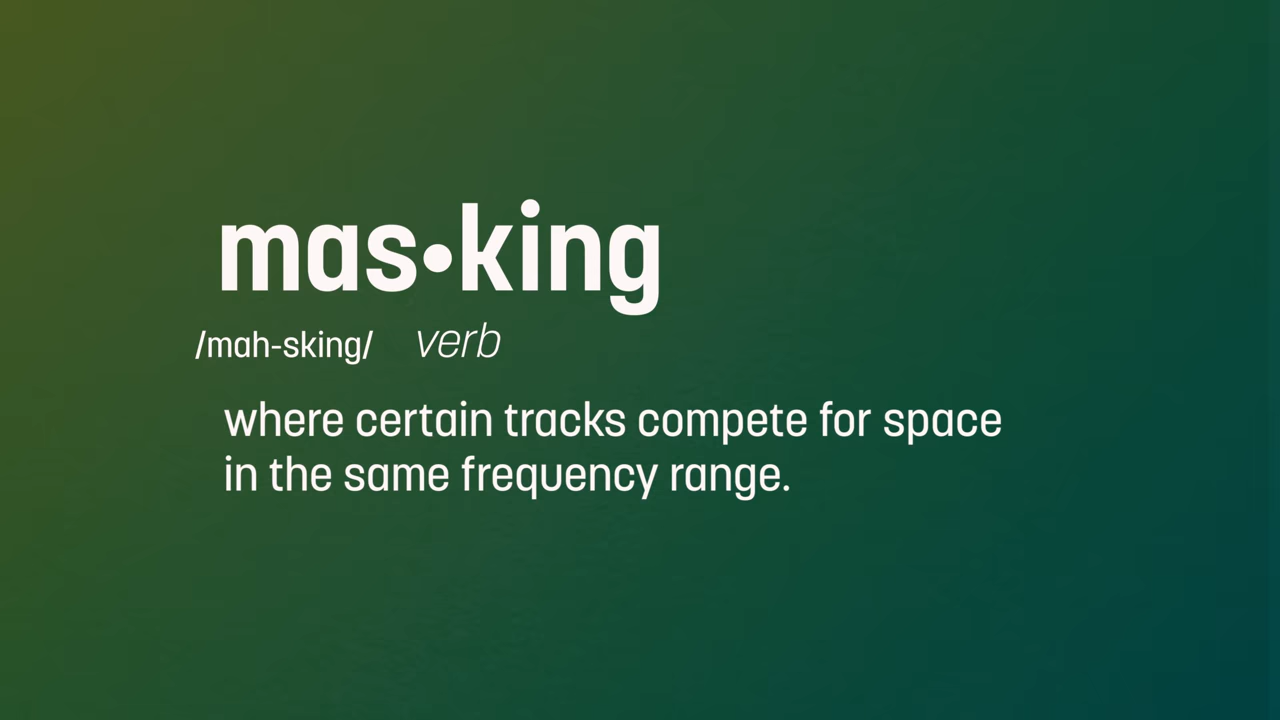 mas•king
/mah-sking/ verb
where certain tracks compete for space
in the same frequency range.